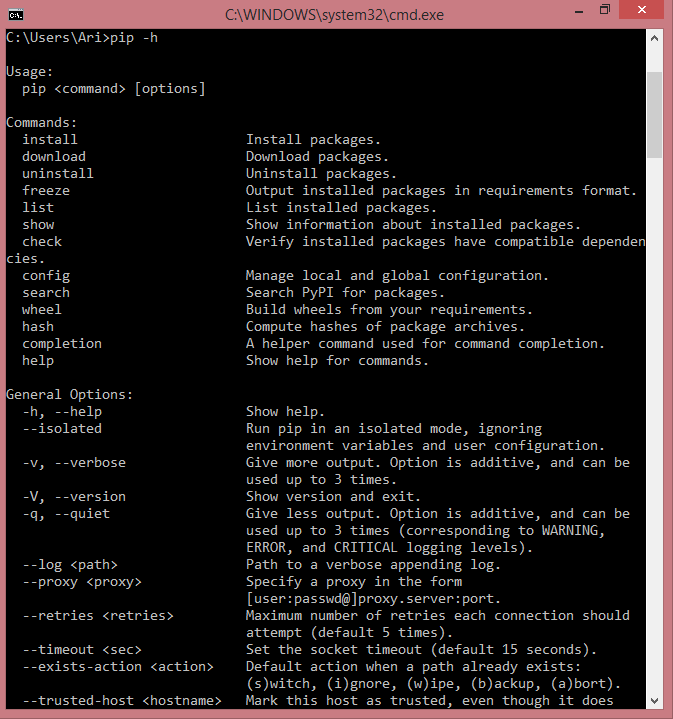 C:\WINDOWS\system32\cmd.exe
C:\Users\Ari>pip -h
Usage:
  pip <command> [options]
Commands:
  install                     Install packages.
  download                    Download packages.
  uninstall                   Uninstall packages.
  freeze                      Output installed packages in requirements format.
  list                        List installed packages.
  show                        Show information about installed packages.
  check                       Verify installed packages have compatible dependen
cies.
  config                      Manage local and global configuration.
  search                      Search PyPI for packages.
  wheel                       Build wheels from your requirements.
  hash                        Compute hashes of package archives.
  completion                  A helper command used for command completion.
  help                        Show help for commands.
General Options:
  -h, --help                  Show help.
  --isolated                  Run pip in an isolated mode, ignoring
                              environment variables and user configuration.
  -v, --verbose               Give more output. Option is additive, and can be
                              used up to 3 times.
  -V, --version               Show version and exit.
  -q, --quiet                 Give less output. Option is additive, and can be
                              used up to 3 times (corresponding to WARNING,
                              ERROR, and CRITICAL logging levels).
  --log <path>                Path to a verbose appending log.
  --proxy <proxy>             Specify a proxy in the form
                              [user:passwd@]proxy.server:port.
  --retries <retries>         Maximum number of retries each connection should
                              attempt (default 5 times).
  --timeout <sec>             Set the socket timeout (default 15 seconds).
  --exists-action <action>    Default action when a path already exists:
                              (s)witch, (i)gnore, (w)ipe, (b)ackup, (a)bort).
  --trusted-host <hostname>   Mark this host as trusted, even though it does